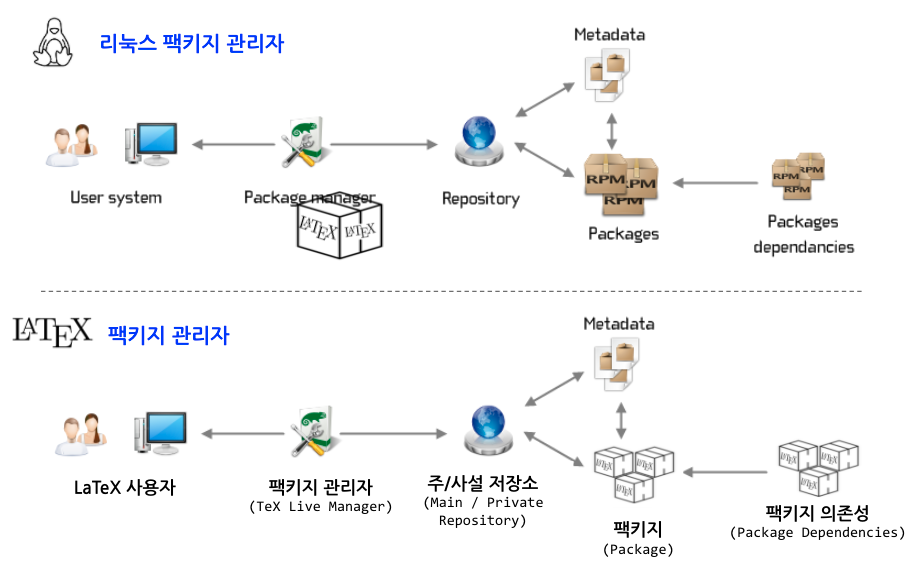 리눅스 팩키지 관리자
Metadata
User system
Package manager
Repository
LATEX
LATEX
RPM
RPM
RPM
Packages
RPM
RPM
RPM
Packages
dependancies
LATEX 팩키지 관리자
Metadata
LaTeX 사용자
팩키지 관리자
(TeX Live Manager)
주/사설 저장소
(Main / Private
Repository)
LATEX
LATEX
LATEX
팩키지
(Package)
LATEX
LATEX
LATEX
팩키지 의존성
(Package Dependencies)